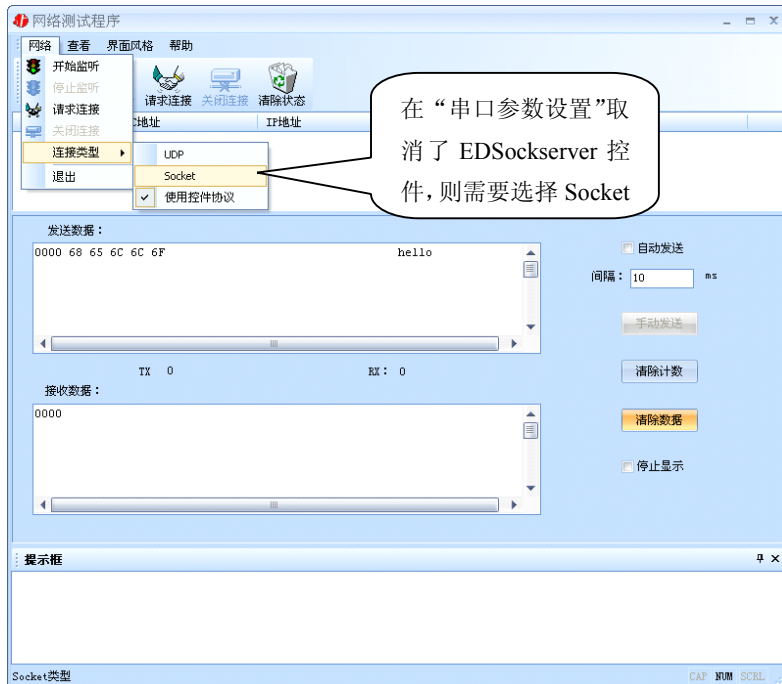 网络测试程序
网络 查看 界面风格 帮助
开始监听
停止监听
请求连接
关闭连接
连接类型
退出
UDP
Socket
使用控件协议
请求连接 关闭连接 清除状态
C地址 IP地址
在“串口参数设置”取
消了 EDSockserver 控
件,则需要选择 Socket
发送数据：
0000 68 65 6C 6C 6F hello
自动发送
间隔： 10 ms
手动发送
TX 0 RX： 0
清除计数
接收数据：
0000
清除数据
停止显示
提示框
Socket类型 CAP NUM SCRL